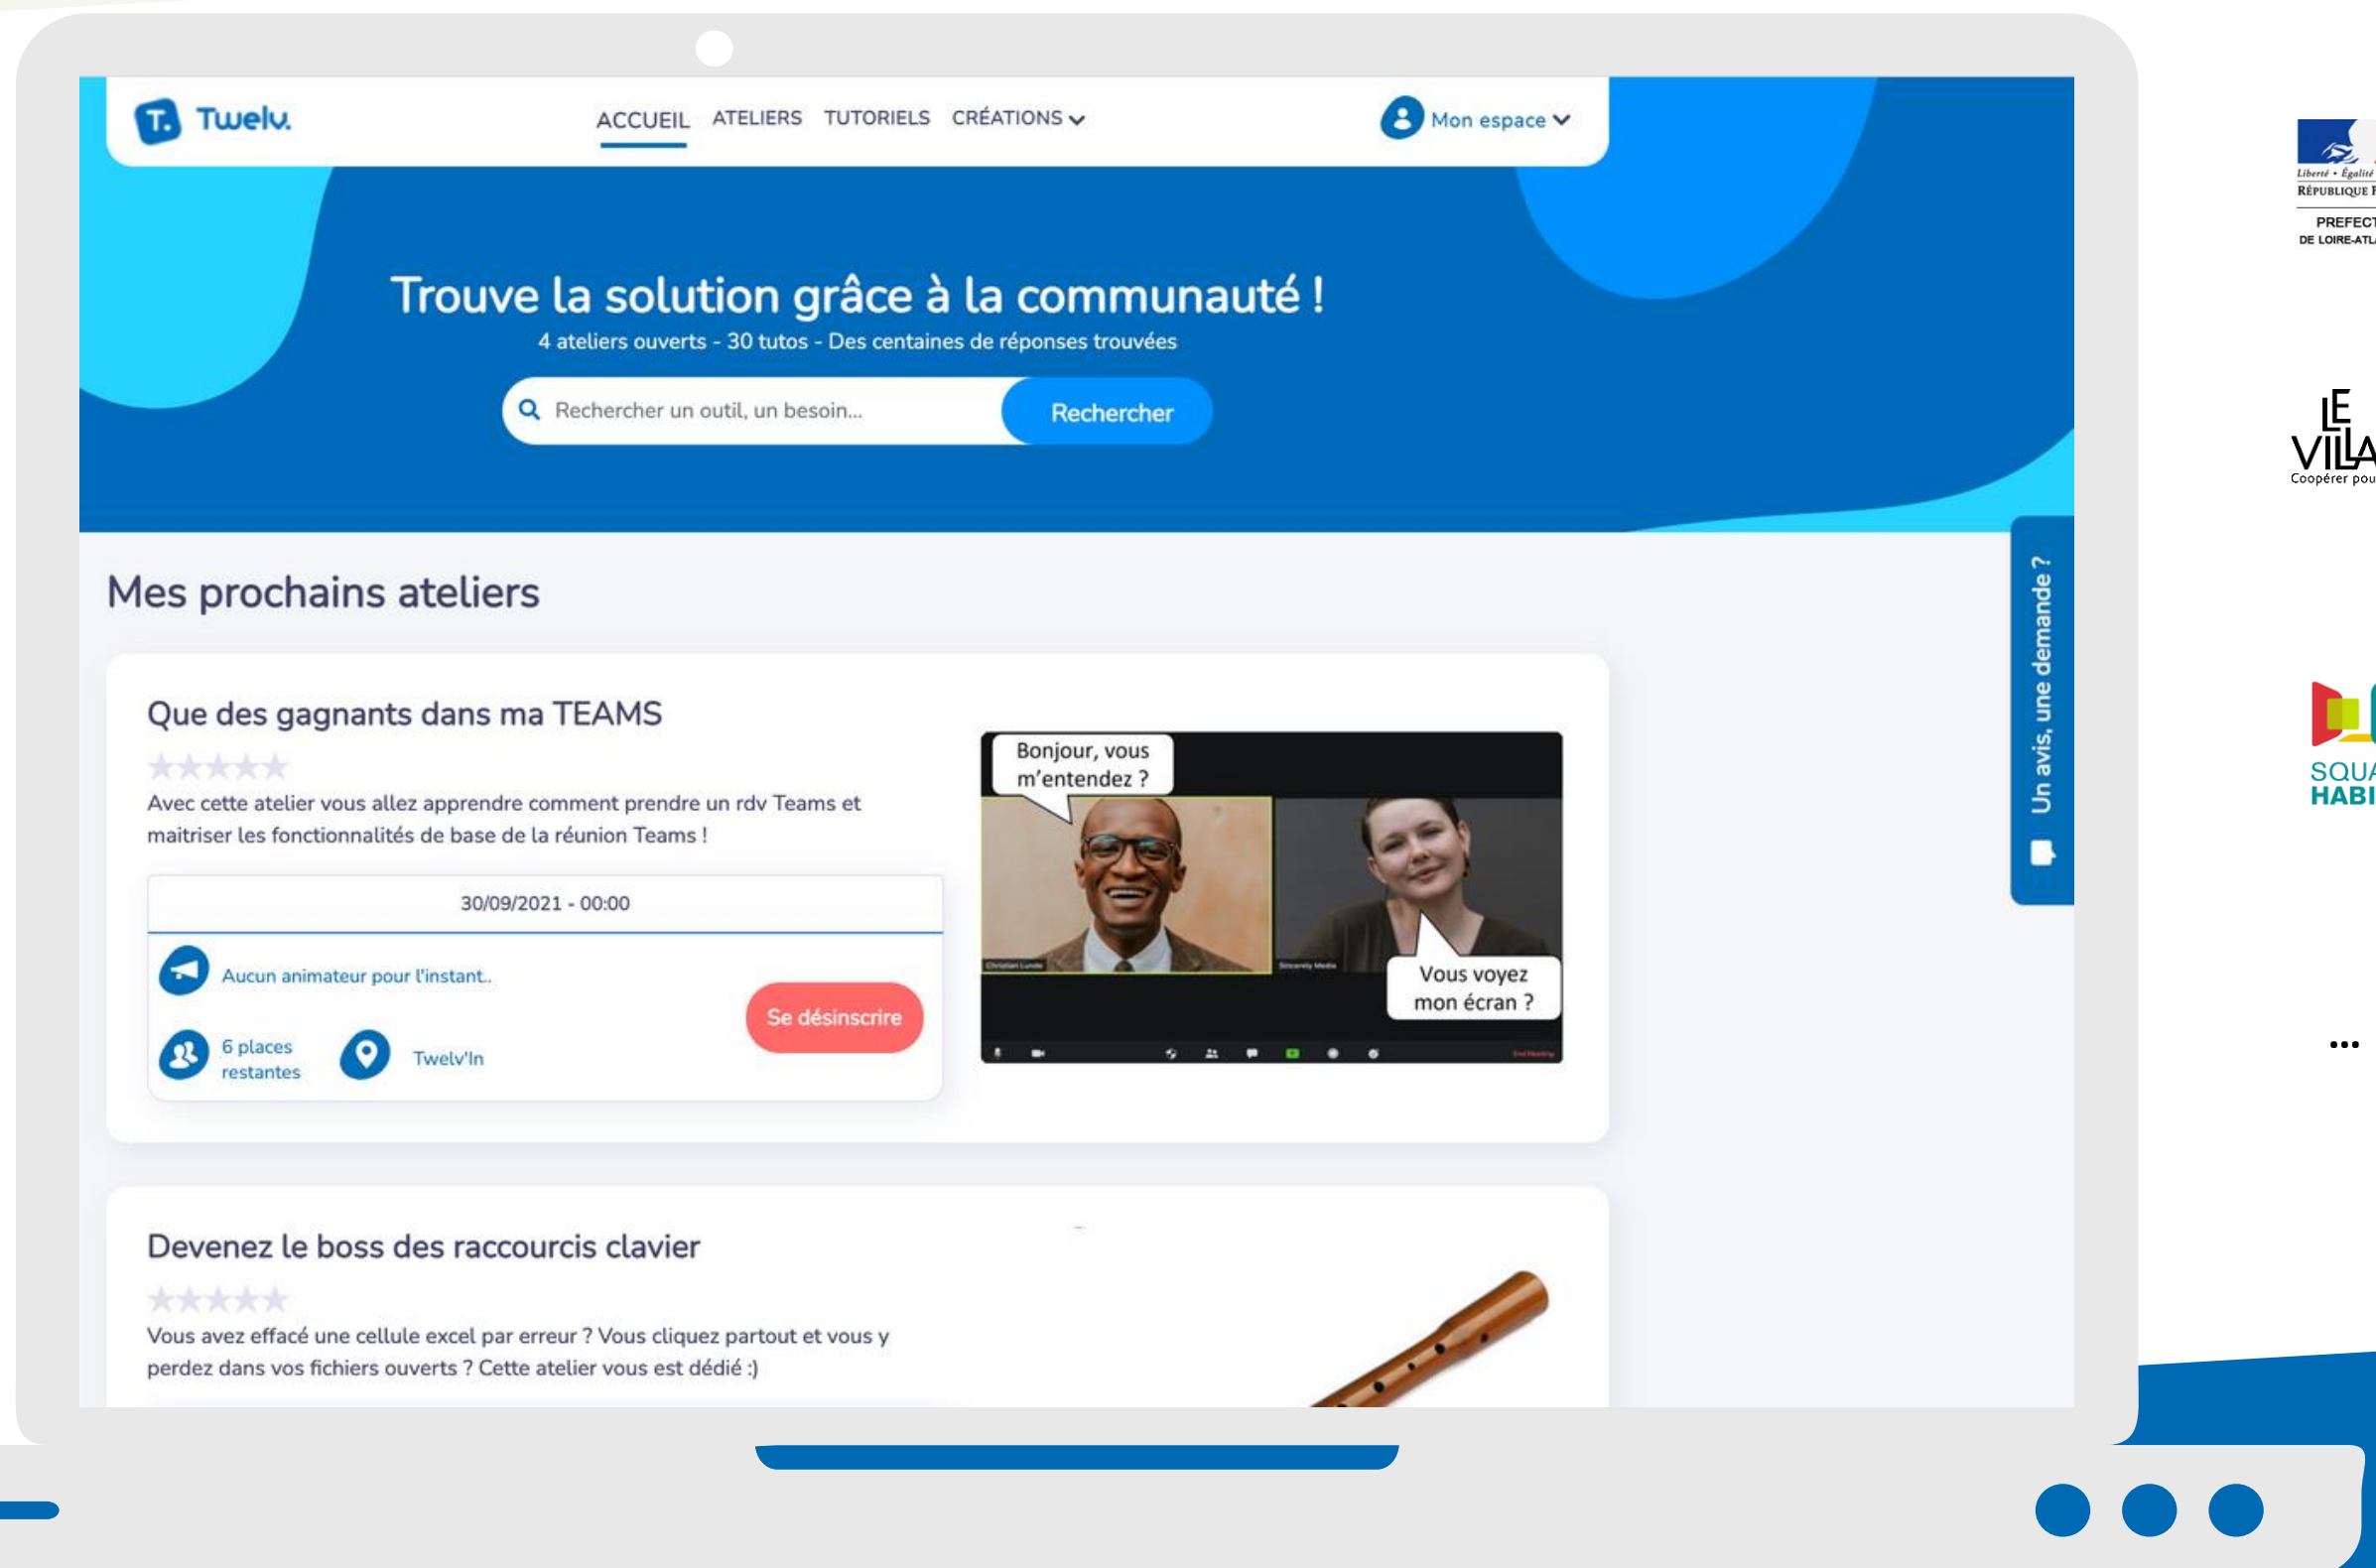 T. Twelv.
ACCUEIL ATELIERS TUTORIELS CRÉATIONS
Mon espace
Trouve la solution grâce à la communauté !
4 ateliers ouverts - 30 tutos - Des centaines de réponses trouvées
Rechercher un outil, un besoin...
Rechercher
Un avis, une demande ?
Mes prochains ateliers
Que des gagnants dans ma TEAMS
Avec cette atelier vous allez apprendre comment prendre un rdv Teams et
maitriser les fonctionnalités de base de la réunion Teams !
30/09/2021 - 00:00
Aucun animateur pour l'instant..
6 places
restantes
Twelv'In
Se désinscrire
Bonjour, vous
m'entendez ?
Christian Lunde
Sincerely Media
Vous voyez
mon écran ?
End Meeting
Devenez le boss des raccourcis clavier
Vous avez effacé une cellule excel par erreur ? Vous cliquez partout et vous y
perdez dans vos fichiers ouverts ? Cette atelier vous est dédié :)
Liberté • Égalité
RÉPUBLIQUE F
PREFECT
DE LOIRE-ATL
LE
VILLA
Coopérer pou
SQUA
HABI
...